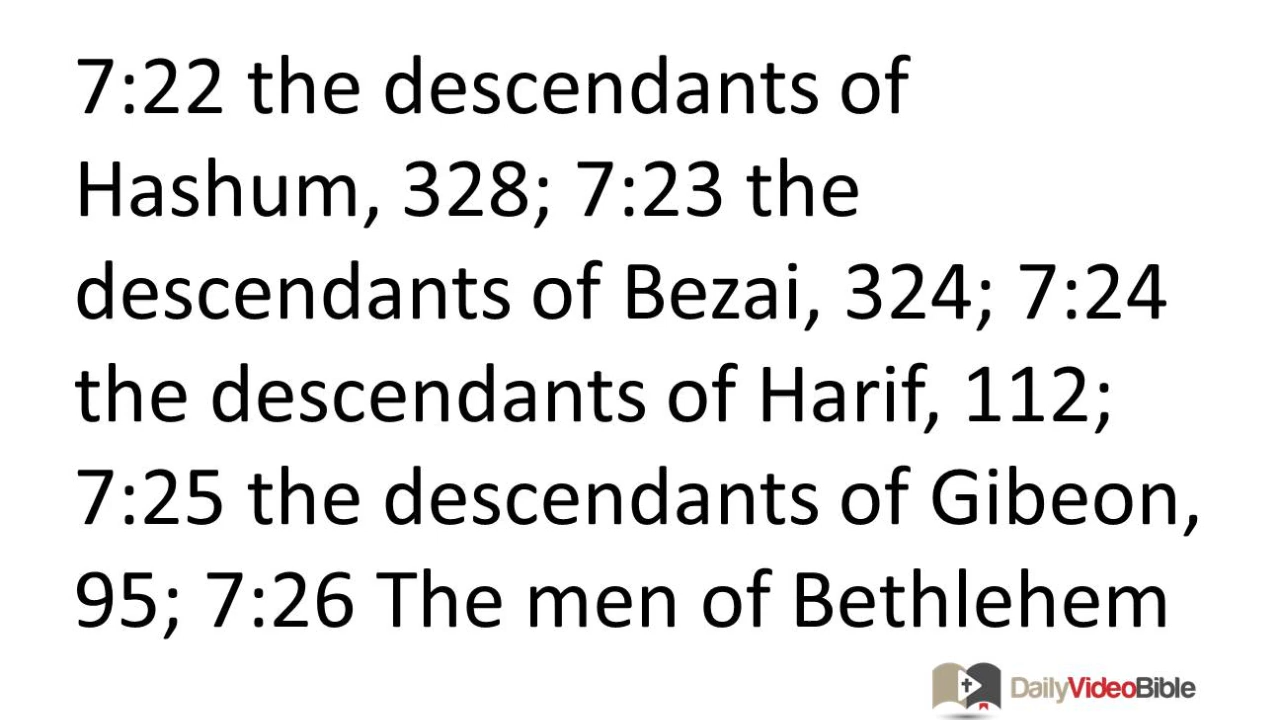 7:22 the descendants of
Hashum, 328; 7:23 the
descendants of Bezai, 324; 7:24
the descendants of Harif, 112;
7:25 the descendants of Gibeon,
95; 7:26 The men of Bethlehem
DailyVideoBible